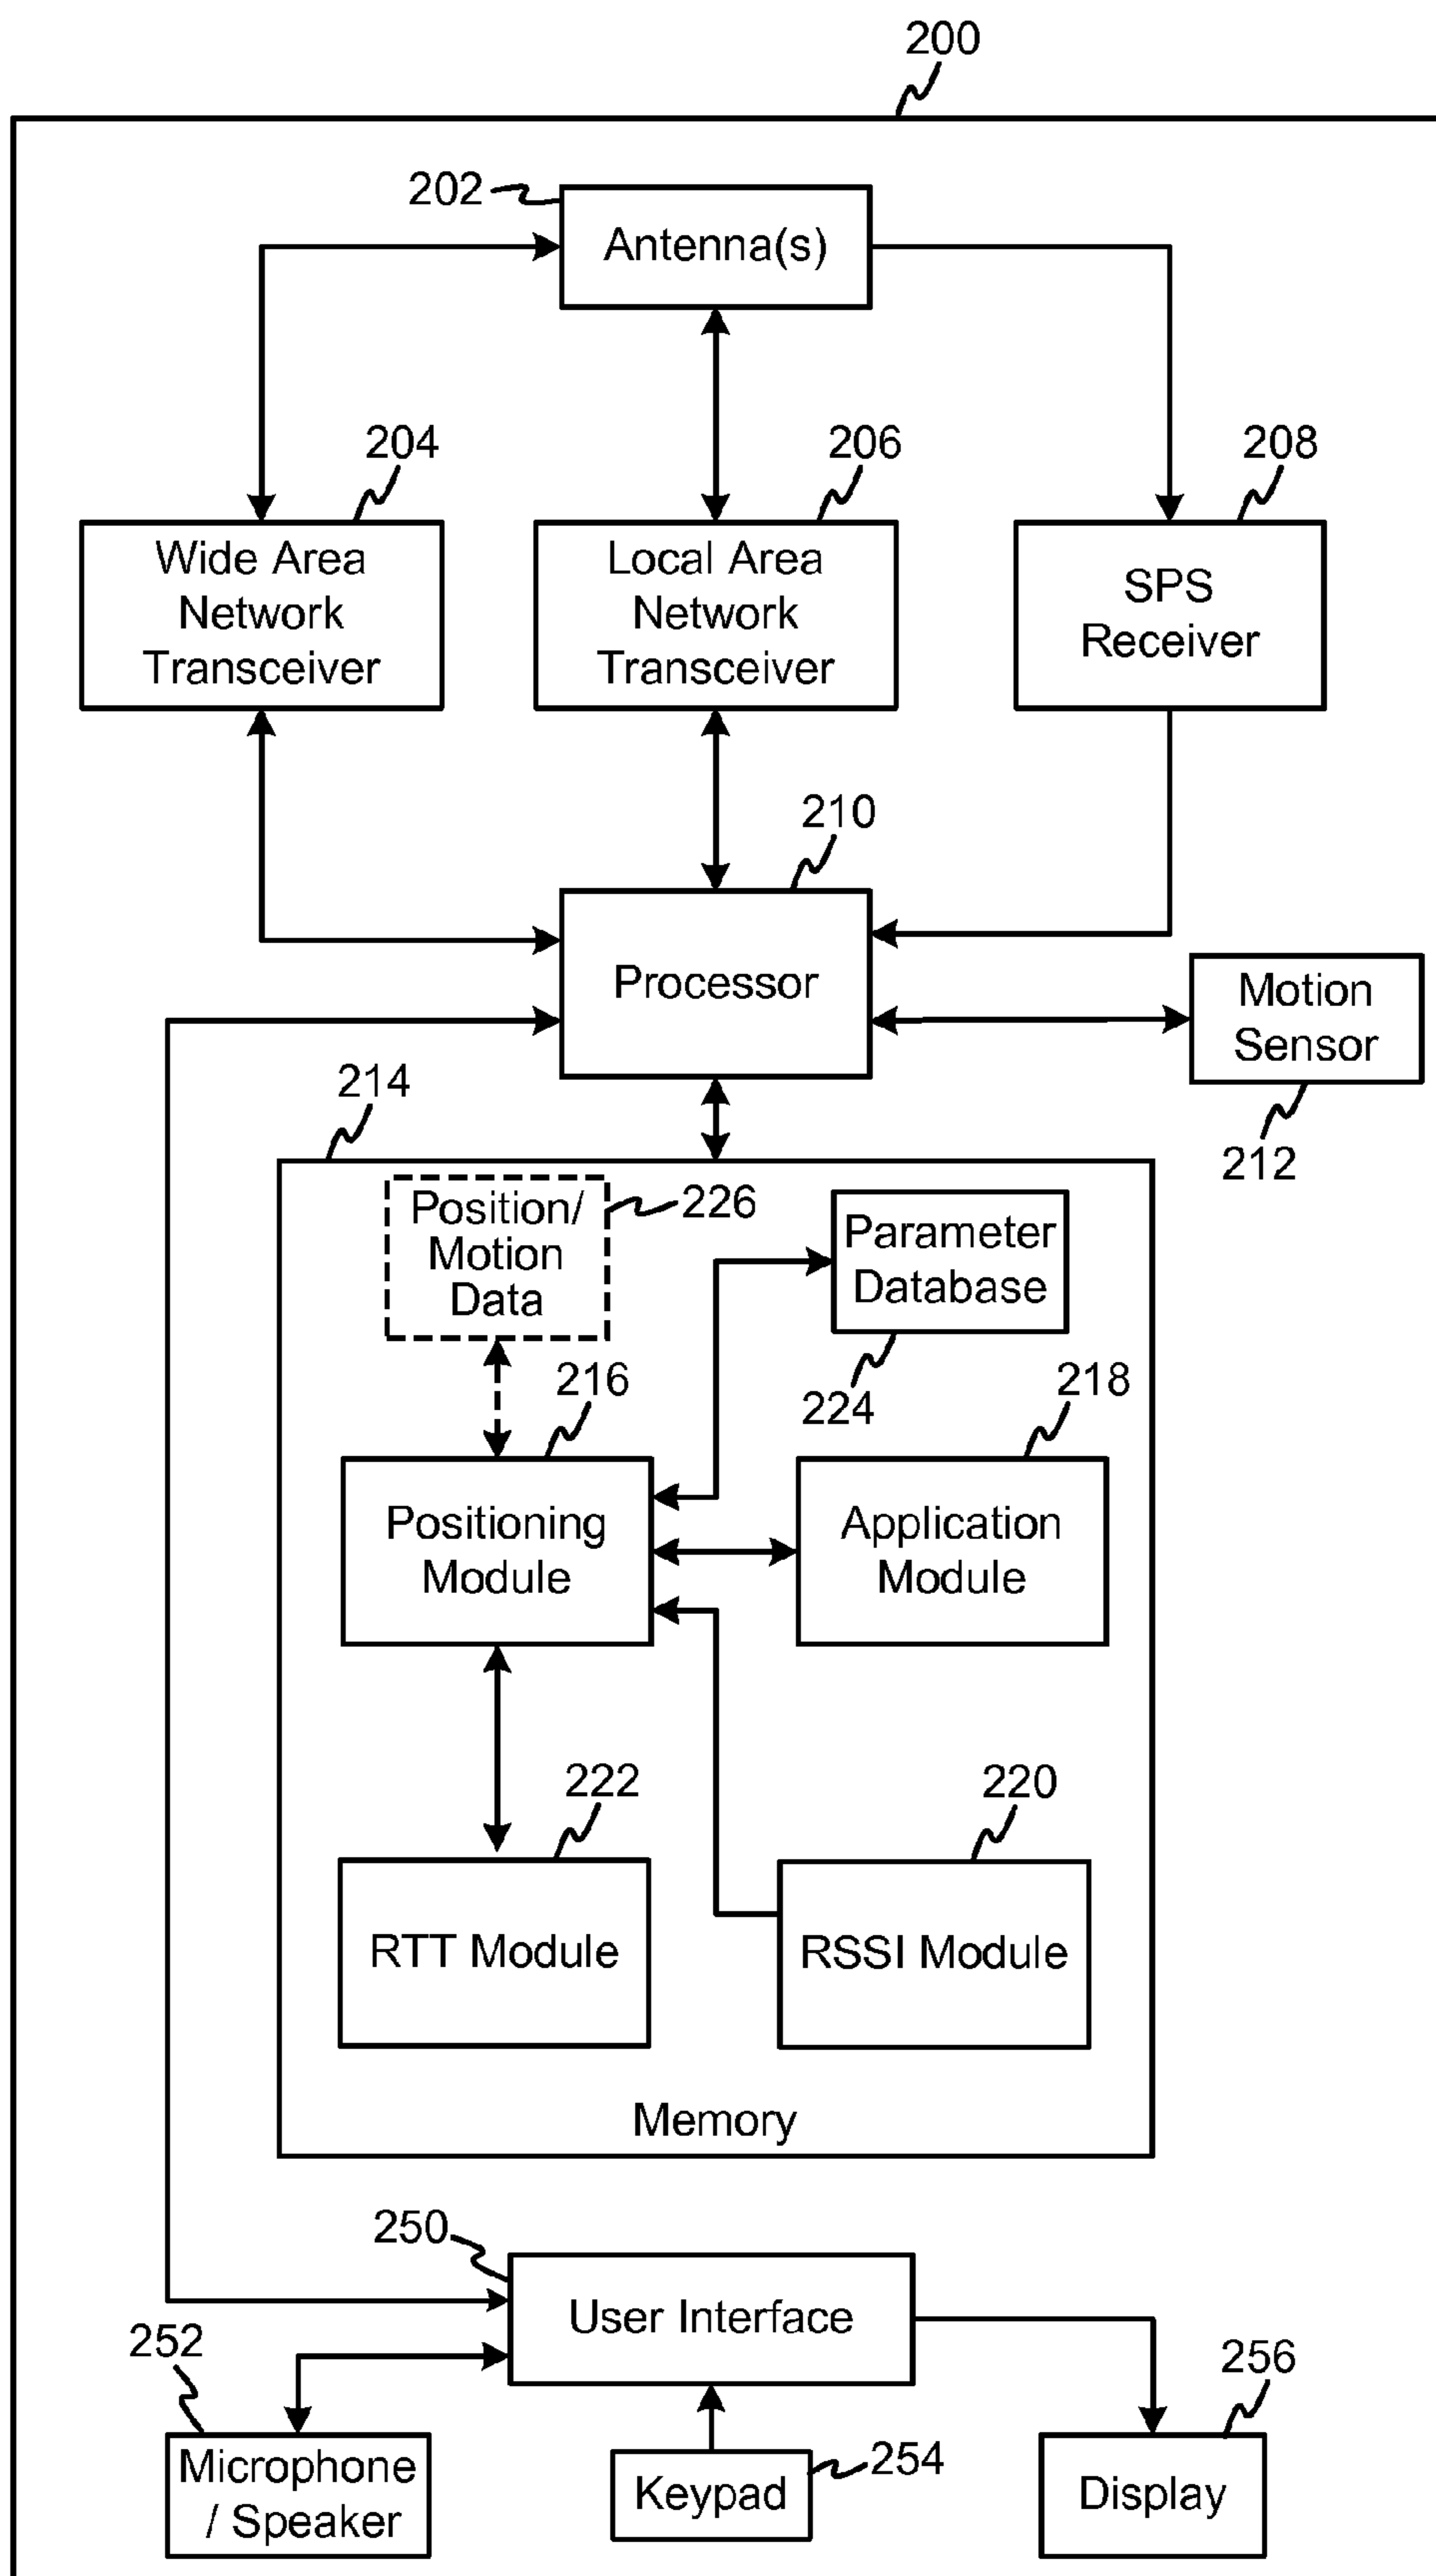 200
202
Antenna(s)
204
206
208
Wide Area
Network
Transceiver
Local Area
Network
Transceiver
SPS
Receiver
210
Processor
Motion
Sensor
212
214
Position/
Motion
Data
226
Parameter
Database
224
216
218
Positioning
Module
Application
Module
222
220
RTT Module
RSSI Module
Memory
250
User Interface
252
256
Microphone
/ Speaker
Keypad
254
Display